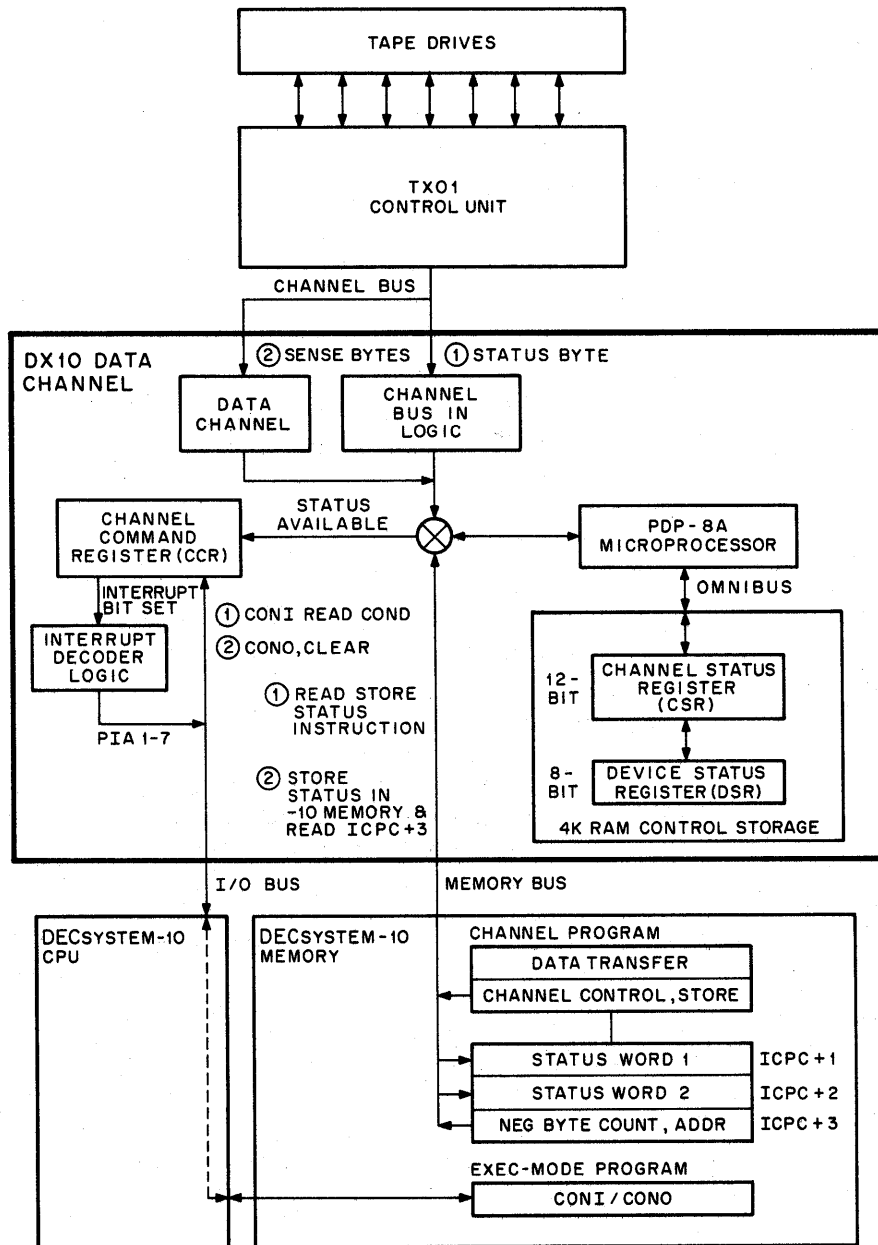 TAPE DRIVES
TX01
CONTROL UNIT
CHANNEL BUS
DX10 DATA
CHANNEL
② SENSE BYTES
① STATUS BYTE
DATA
CHANNEL
CHANNEL
BUS IN
LOGIC
STATUS
AVAILABLE
CHANNEL
COMMAND
REGISTER (CCR)
PDP-8A
MICROPROCESSOR
OMNIBUS
INTERRUPT
BIT SET
① CONI READ COND
② CONO, CLEAR
INTERRUPT
DECODER
LOGIC
PIA 1-7
① READ STORE
STATUS
INSTRUCTION
② STORE
STATUS IN
-10 MEMORY &
READ ICPC+3
12-
BIT
CHANNEL STATUS
REGISTER
(CSR)
8-
BIT
DEVICE STATUS
REGISTER (DSR)
4K RAM CONTROL STORAGE
I/O BUS
MEMORY BUS
DECSYSTEM-10
CPU
DECSYSTEM-10
MEMORY
CHANNEL PROGRAM
DATA TRANSFER
CHANNEL CONTROL, STORE
STATUS WORD 1
ICPC+1
STATUS WORD 2
ICPC+2
NEG BYTE COUNT, ADDR
ICPC+3
EXEC-MODE PROGRAM
CONI/CONO